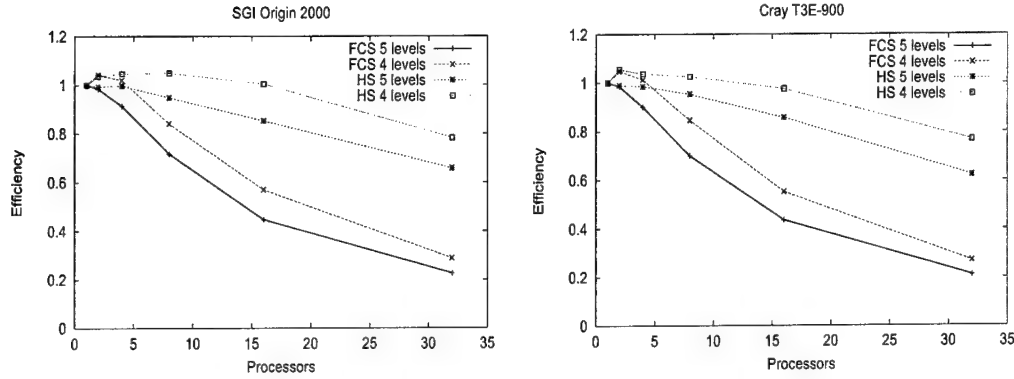 SGI Origin 2000
1.2
1
0.8
0.6
0.4
0.2
0
Efficiency
FCS 5 levels
FCS 4 levels
HS 5 levels
HS 4 levels
0 5 10 15 20 25 30 35
Processors
Cray T3E-900
1.2
1
0.8
0.6
0.4
0.2
0
Efficiency
FCS 5 levels
FCS 4 levels
HS 5 levels
HS 4 levels
0 5 10 15 20 25 30 35
Processors